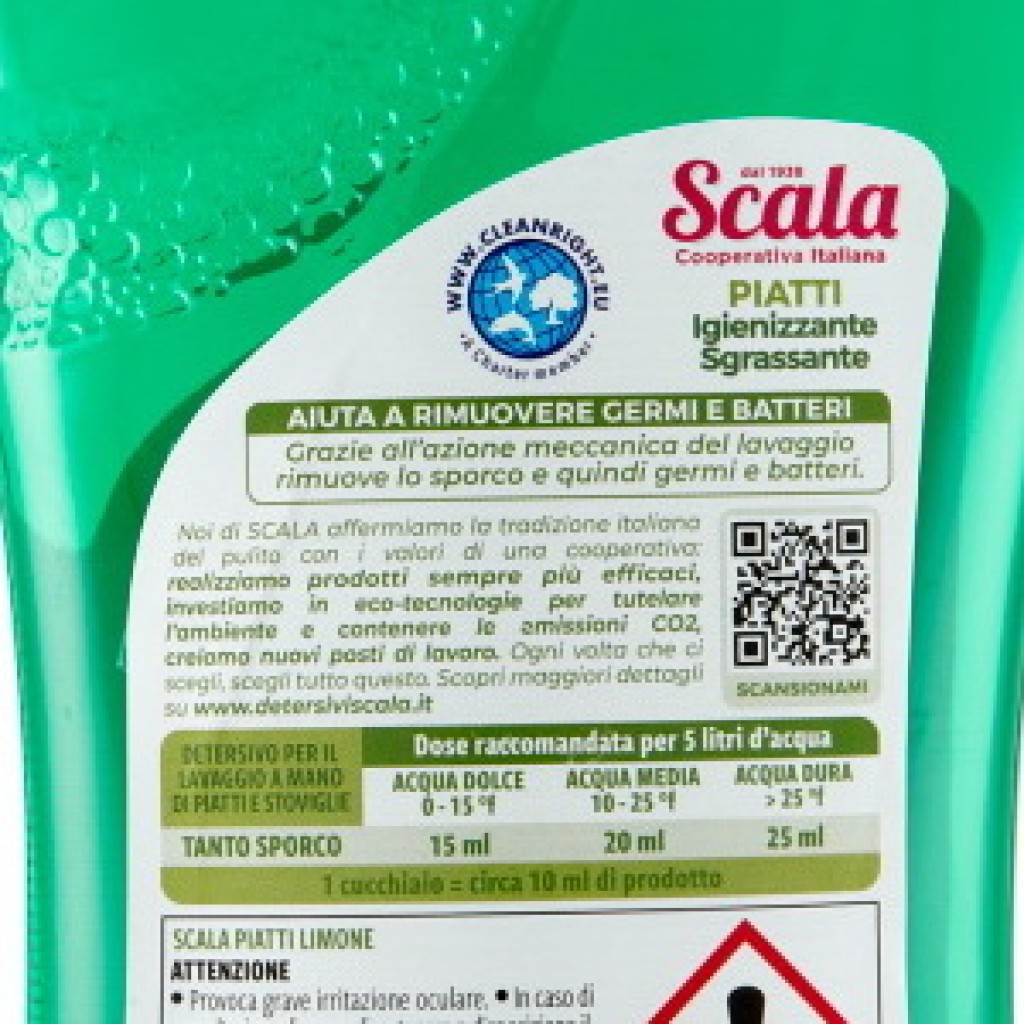 dal 1930
Scala
Cooperativa Italiana
WWW.CLEANRIGHT.EU
• A Charter member •
PIATTI
Igienizzante
Sgrassante
AIUTA A RIMUOVERE GERMI E BATTERI
Grazie all'azione meccanica del lavaggio
rimuove lo sporco e quindi germi e batteri.
Noi di SCALA affermiamo la tradizione italiana
del pulito con i valori di una cooperativa:
realizziamo prodotti sempre più efficaci,
investiamo in eco-tecnologie per tutelare
l'ambiente e contenere le emissioni CO2,
creiamo nuovi posti di lavoro. Ogni volta che ci
scegli, scegli tutto questo. Scopri maggiori dettagli
su www.detersiviscala.it
SCANSIONAMI
DETERSIVO PER IL
LAVAGGIO A MANO
DI PIATTI E STOVIGLIE
Dose raccomandata per 5 litri d'acqua
ACQUA DOLCE ACQUA MEDIA ACQUA DURA
0 - 15 °f 10 - 25 °f > 25 °f
TANTO SPORCO 15 ml 20 ml 25 ml
1 cucchiaio = circa 10 ml di prodotto
SCALA PIATTI LIMONE
ATTENZIONE
• Provoca grave irritazione oculare. • In caso di